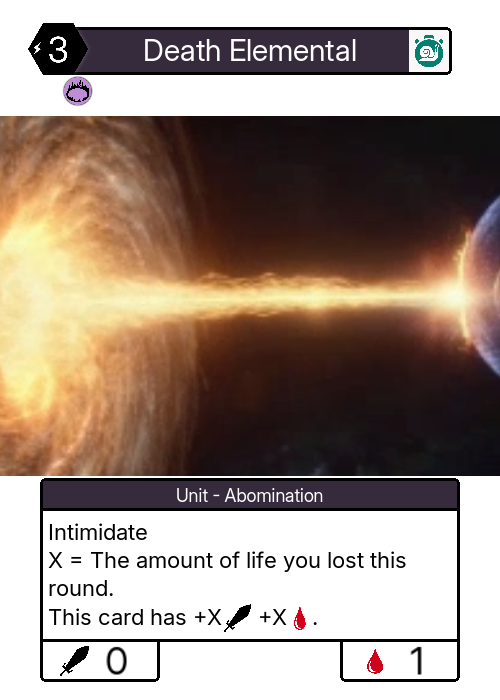 3
Death Elemental
Unit - Abomination
Intimidate
X = The amount of life you lost this
round.
This card has +X +X .
0
1